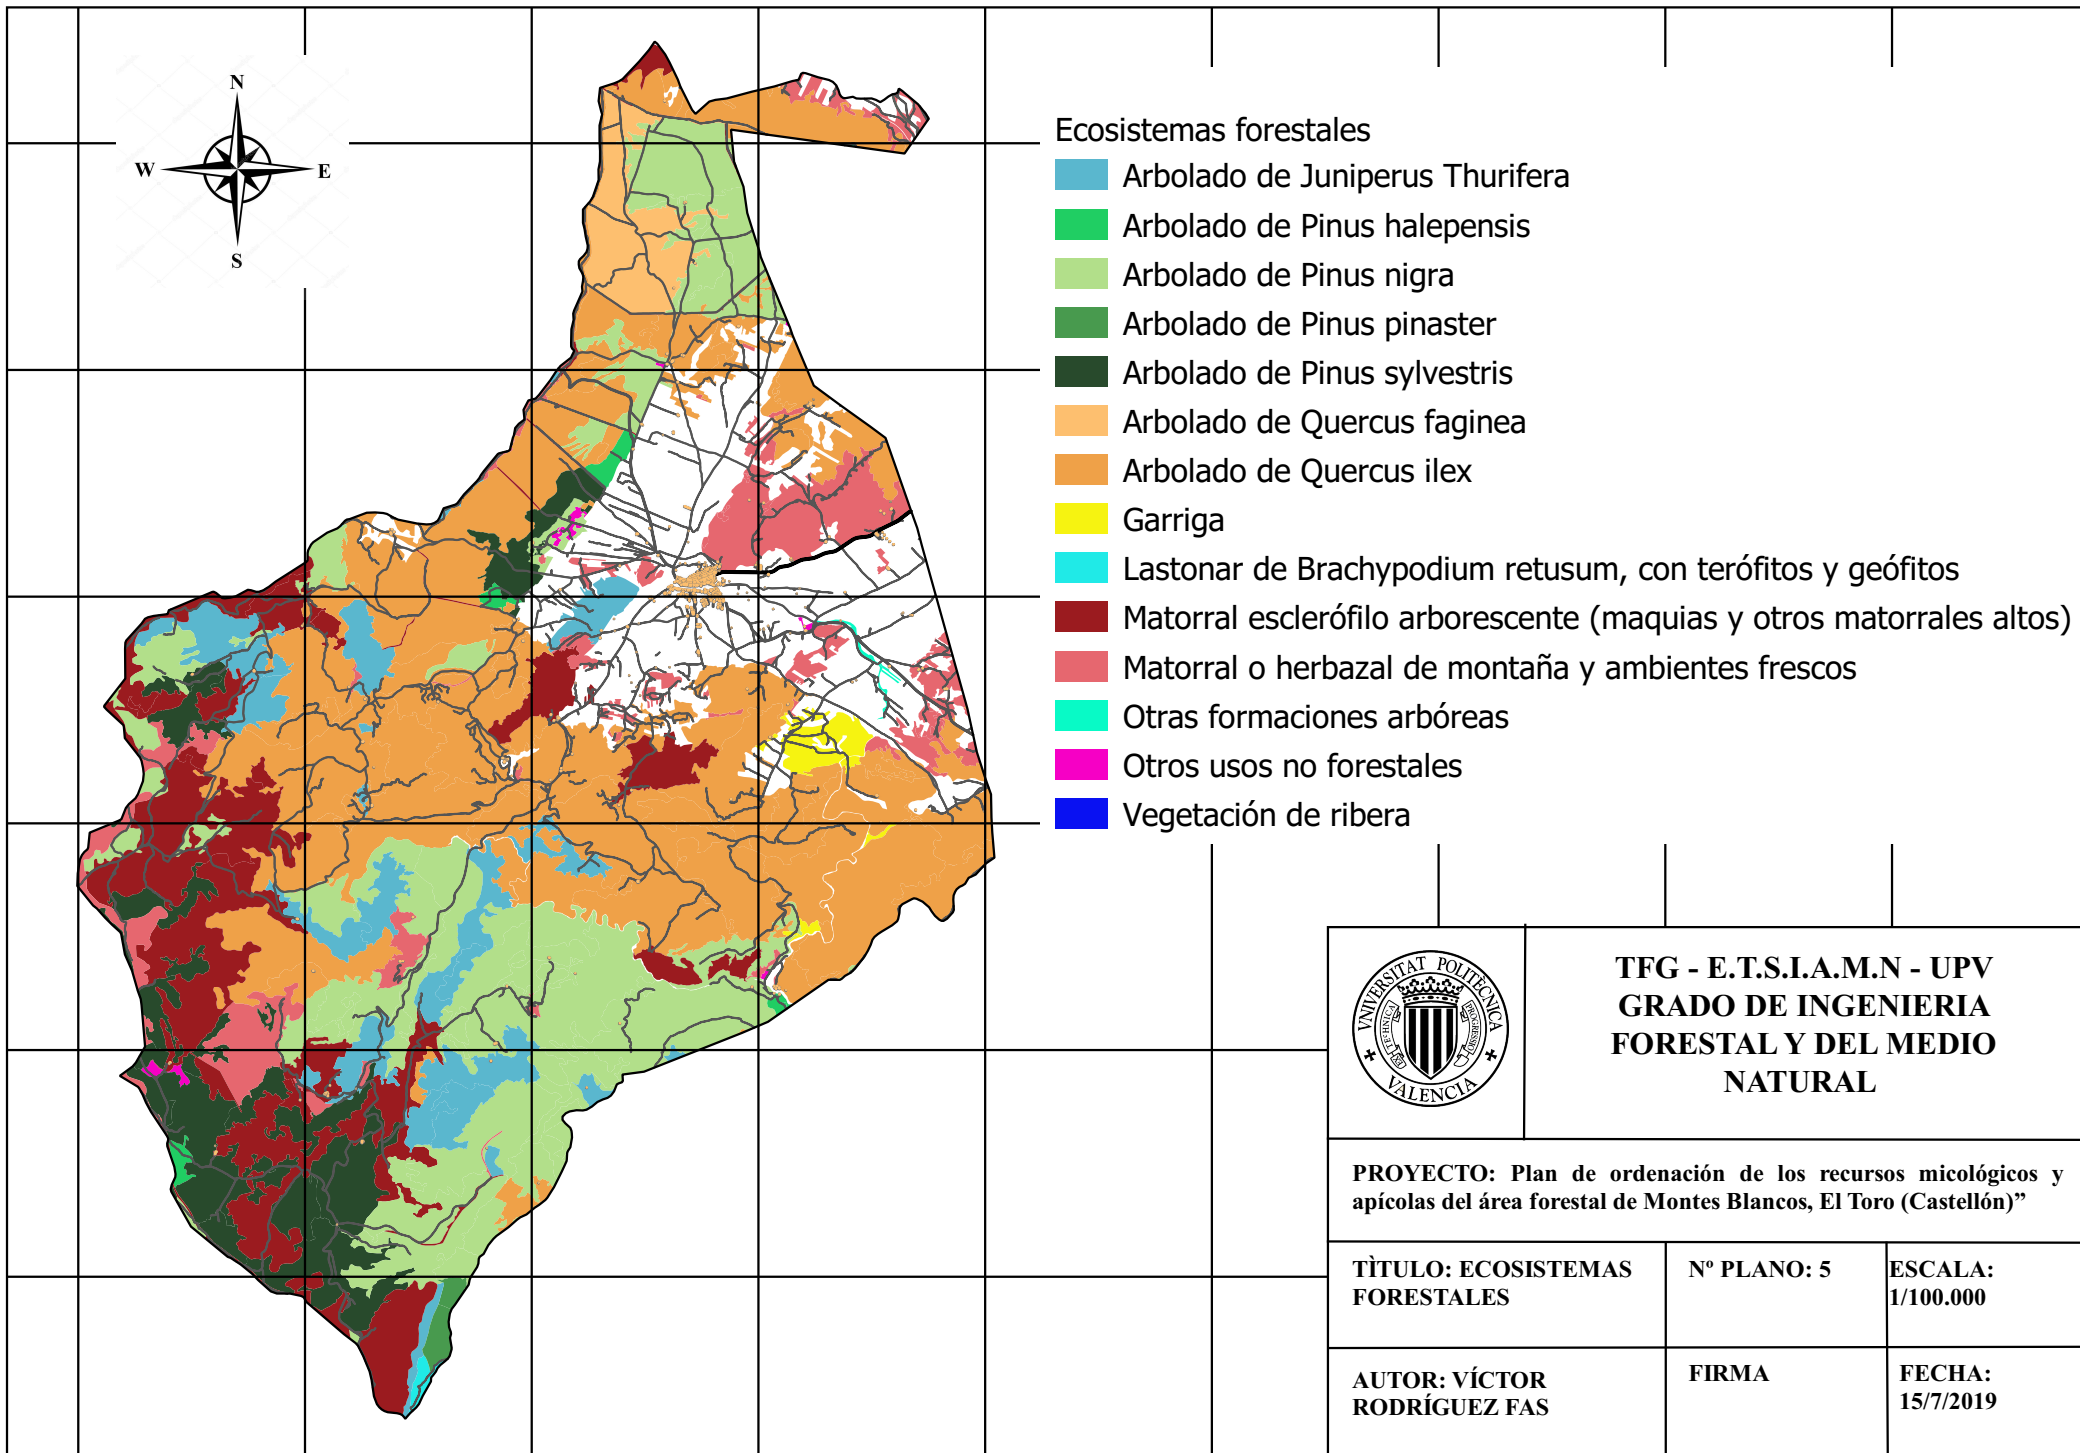 N
W
E
S
Ecosistemas forestales
Arbolado de Juniperus Thurifera
Arbolado de Pinus halepensis
Arbolado de Pinus nigra
Arbolado de Pinus pinaster
Arbolado de Pinus sylvestris
Arbolado de Quercus faginea
Arbolado de Quercus ilex
Garriga
Lastonar de Brachypodium retusum, con terófitos y geófitos
Matorral esclerófilo arborescente (maquias y otros matorrales altos)
Matorral o herbazal de montaña y ambientes frescos
Otras formaciones arbóreas
Otros usos no forestales
Vegetación de ribera
VNIVERSITAT POLITÈCNICA
VALENCIA
TFG - E.T.S.I.A.M.N - UPV
GRADO DE INGENIERIA
FORESTAL Y DEL MEDIO
NATURAL
PROYECTO: Plan de ordenación de los recursos micológicos y
apícolas del área forestal de Montes Blancos, El Toro (Castellón)”
TÌTULO: ECOSISTEMAS
FORESTALES
Nº PLANO: 5
ESCALA:
1/100.000
AUTOR: VÍCTOR
RODRÍGUEZ FAS
FIRMA
FECHA:
15/7/2019